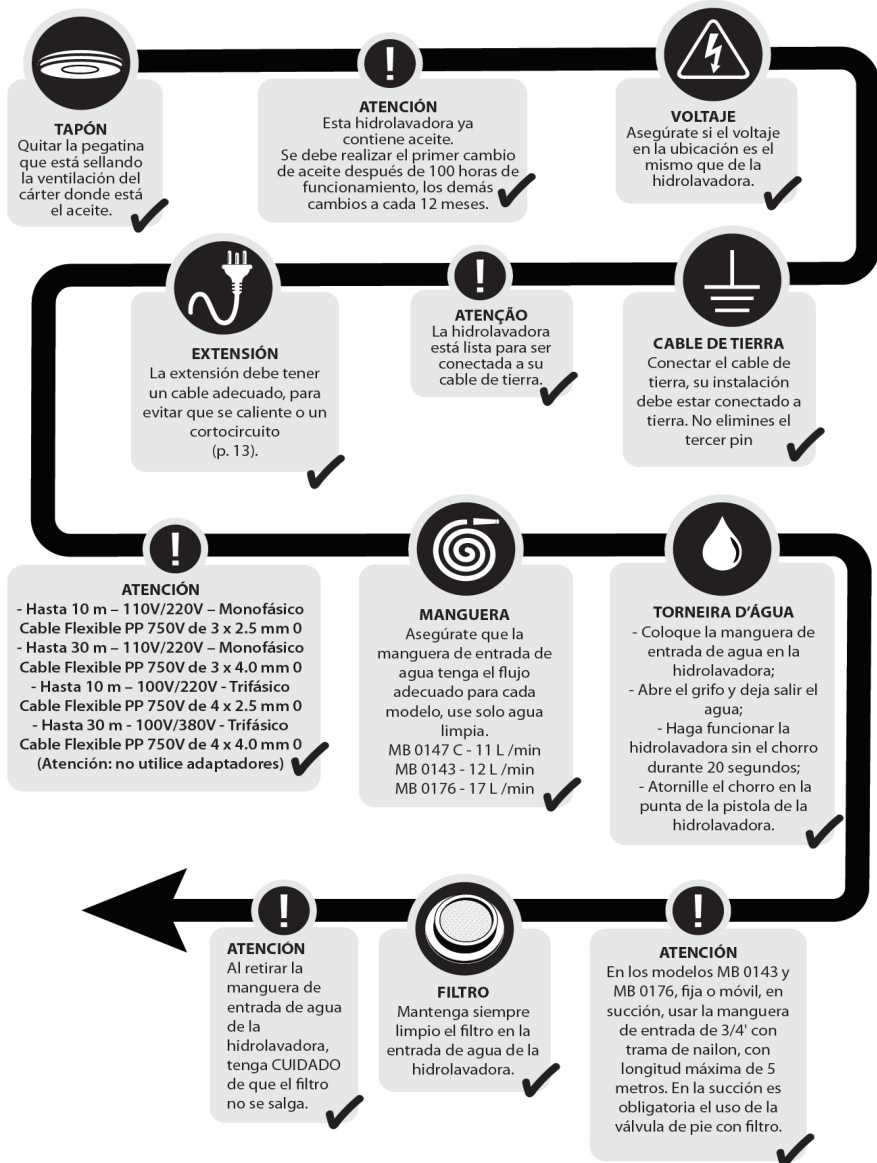 TAPÓN
Quitar la pegatina
que está sellando
la ventilación del
cárter donde está
el aceite.
!
ATENCIÓN
Esta hidrolavadora ya
contiene aceite.
Se debe realizar el primer cambio
de aceite después de 100 horas de
funcionamiento, los demás
cambios a cada 12 meses.
VOLTAJE
Asegúrate si el voltaje
en la ubicación es el
mismo que de la
hidrolavadora.
CABLE DE TIERRA
Conectar el cable de
tierra, su instalación
debe estar conectado a
tierra. No elimines el
tercer pin
!
ATENÇÃO
La hidrolavadora
está lista para ser
conectada a su
cable de tierra.
EXTENSIÓN
La extensión debe tener
un cable adecuado, para
evitar que se caliente o un
cortocircuito
(p. 13).
!
ATENCIÓN
- Hasta 10 m – 110V/220V – Monofásico
Cable Flexible PP 750V de 3 x 2.5 mm 0
- Hasta 30 m – 110V/220V – Monofásico
Cable Flexible PP 750V de 3 x 4.0 mm 0
- Hasta 10 m – 100V/220V - Trifásico
Cable Flexible PP 750V de 4 x 2.5 mm 0
- Hasta 30 m - 100V/380V - Trifásico
Cable Flexible PP 750V de 4 x 4.0 mm 0
(Atención: no utilice adaptadores)
MANGUERA
Asegúrate que la
manguera de entrada de
agua tenga el flujo
adecuado para cada
modelo, use solo agua
limpia.
MB 0147 C - 11 L /min
MB 0143 - 12 L /min
MB 0176 - 17 L /min
TORNEIRA D’ÁGUA
- Coloque la manguera de
entrada de agua en la
hidrolavadora;
- Abre el grifo y deja salir el
agua;
- Haga funcionar la
hidrolavadora sin el chorro
durante 20 segundos;
- Atornille el chorro en la
punta de la pistola de la
hidrolavadora.
!
ATENCIÓN
En los modelos MB 0143 y
MB 0176, fija o móvil, en
succión, usar la manguera
de entrada de 3/4' con
trama de nailon, con
longitud máxima de 5
metros. En la succión es
obligatoria el uso de la
válvula de pie con filtro.
FILTRO
Mantenga siempre
limpio el filtro en la
entrada de agua de la
hidrolavadora.
!
ATENCIÓN
Al retirar la
manguera de
entrada de agua
de la
hidrolavadora,
tenga CUIDADO
de que el filtro
no se salga.